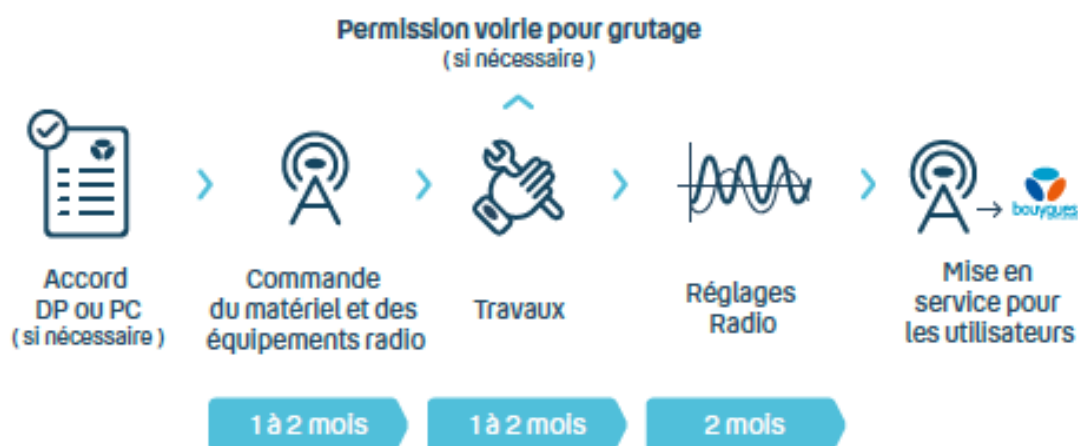 Permission voirie pour grutage
( si nécessaire )
Accord
DP ou PC
( si nécessaire )
Commande
du matériel et des
équipements radio
Travaux
Réglages
Radio
bouygues
Mise en
service pour
les utilisateurs
1 à 2 mois
1 à 2 mois
2 mois